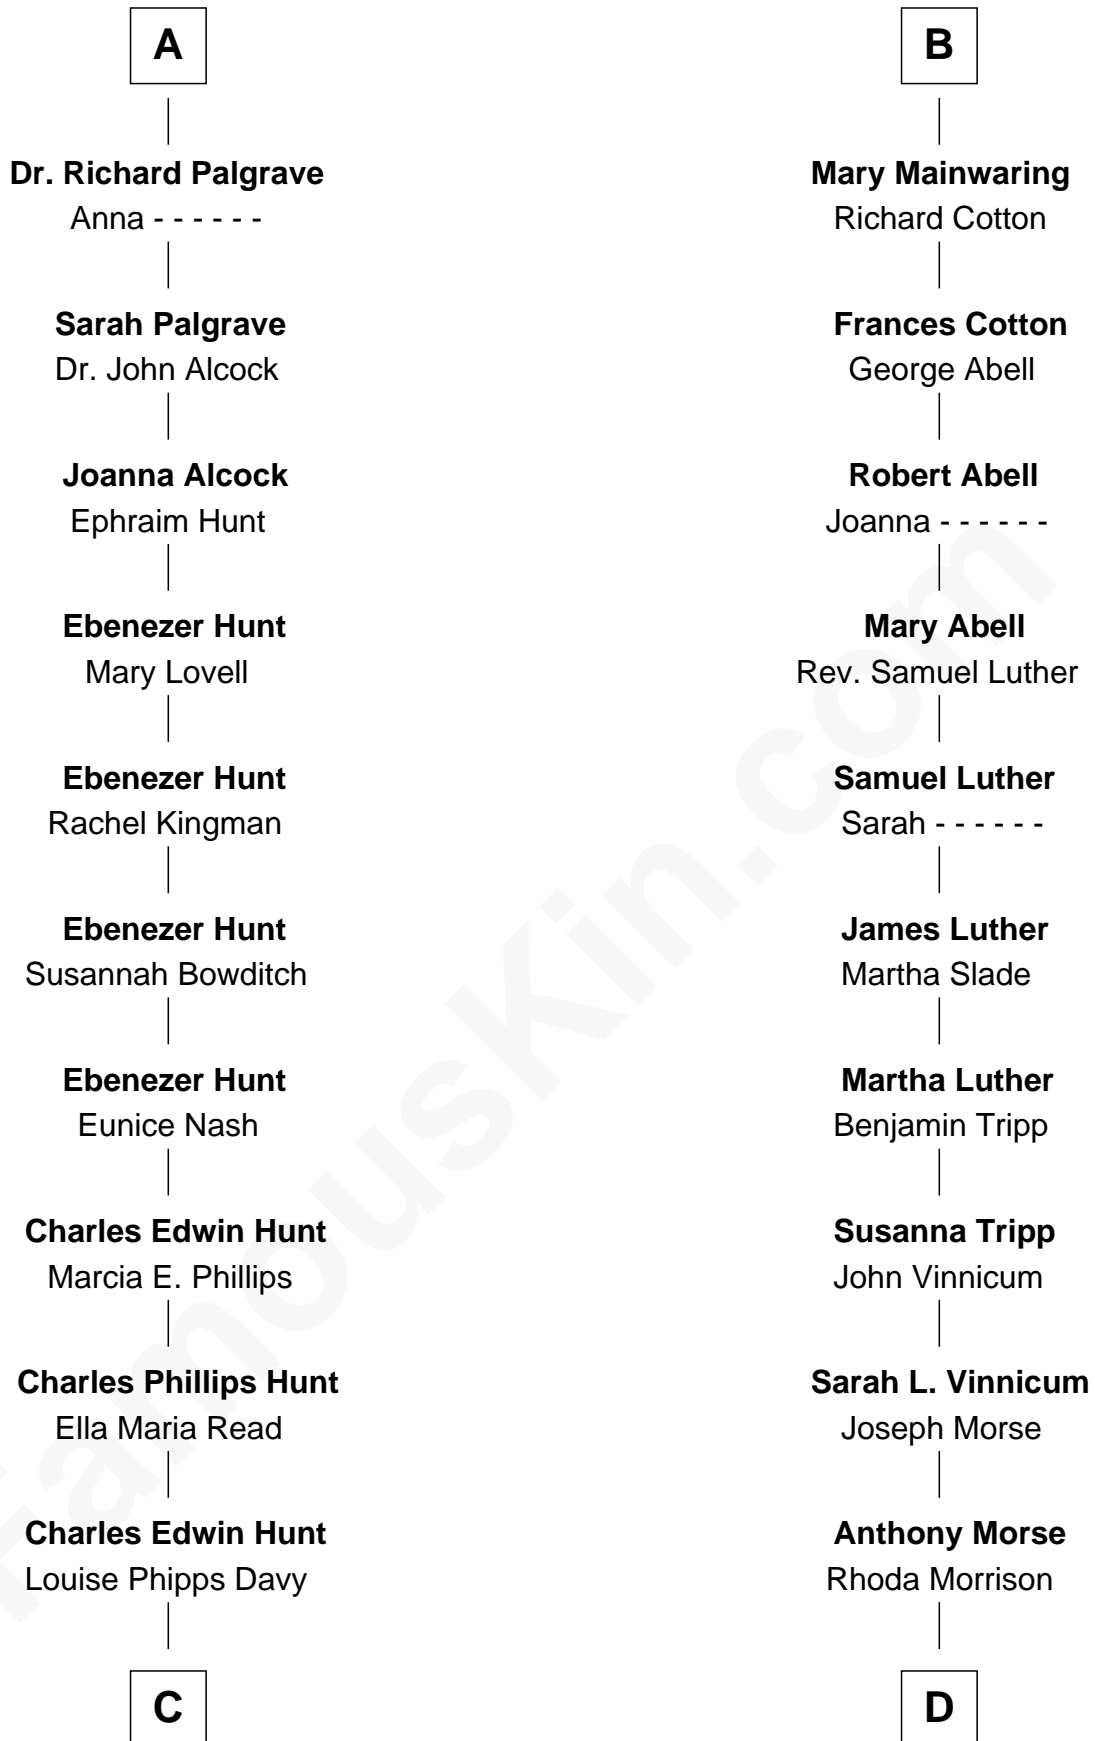 A
Dr. Richard Palgrave
Anna - - - - - -
Sarah Palgrave
Dr. John Alcock
Joanna Alcock
Ephraim Hunt
Ebenezer Hunt
Mary Lovell
Ebenezer Hunt
Rachel Kingman
Ebenezer Hunt
Susannah Bowditch
Ebenezer Hunt
Eunice Nash
Charles Edwin Hunt
Marcia E. Phillips
Charles Phillips Hunt
Ella Maria Read
Charles Edwin Hunt
Louise Phipps Davy
C
B
Mary Mainwaring
Richard Cotton
Frances Cotton
George Abell
Robert Abell
Joanna - - - - - -
Mary Abell
Rev. Samuel Luther
Samuel Luther
Sarah - - - - - -
James Luther
Martha Slade
Martha Luther
Benjamin Tripp
Susanna Tripp
John Vinnicum
Sarah L. Vinnicum
Joseph Morse
Anthony Morse
Rhoda Morrison
D
FamousKin.com